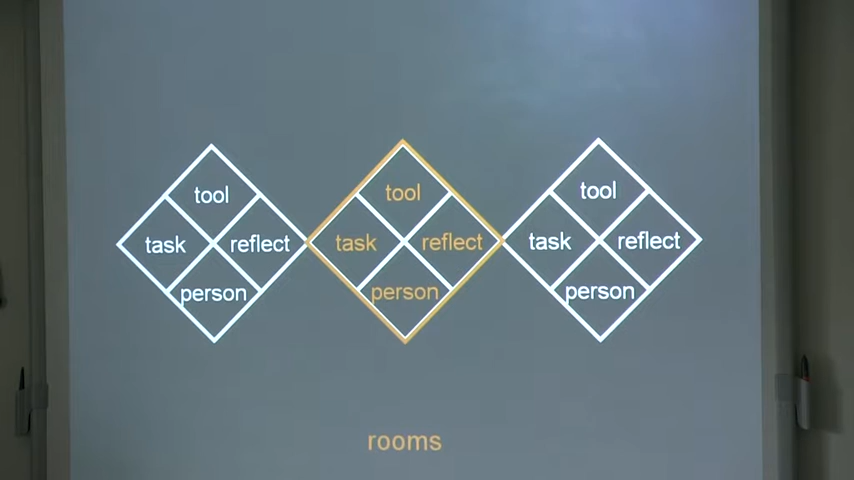 tool
task reflect
person
tool
task reflect
person
tool
task reflect
person
rooms